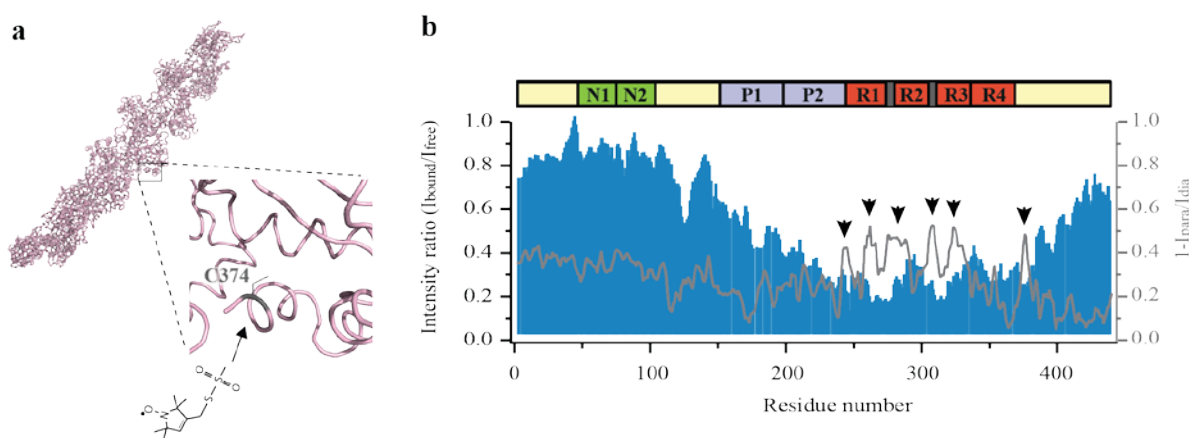 a
b
N1 N2 P1 P2 R1 R2 R3 R4
Intensity ratio (Ibound/Ifree)
1.0
0.8
0.6
0.4
0.2
0.0
1.0
0.8
0.6
0.4
0.2
0.0
1-Ipara/Idia
0 100 200 300 400
Residue number
C374
O
S
O
S
N
O